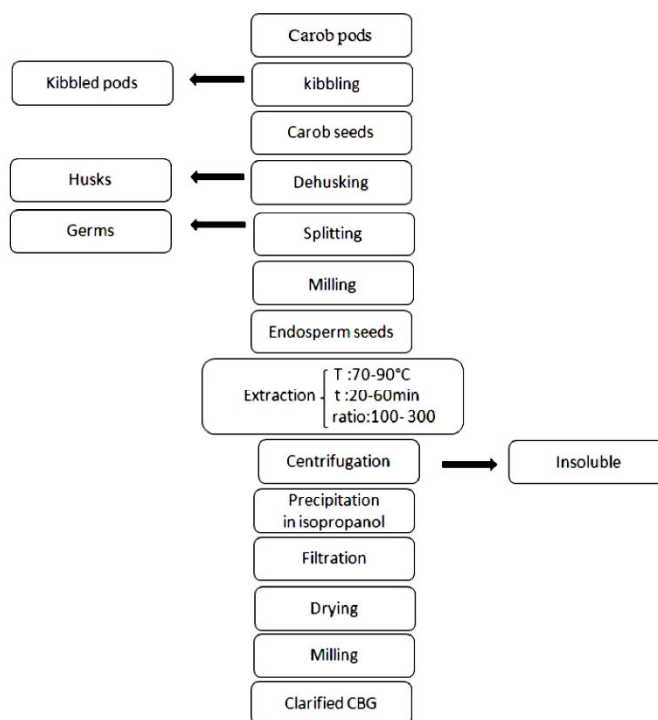 Carob pods
Kibbled pods
kibbling
Carob seeds
Husks
Dehusking
Germs
Splitting
Milling
Endosperm seeds
Extraction
T :70-90°C
t :20-60min
ratio:100- 300
Centrifugation
Insoluble
Precipitation
in isopropanol
Filtration
Drying
Milling
Clarified CBG